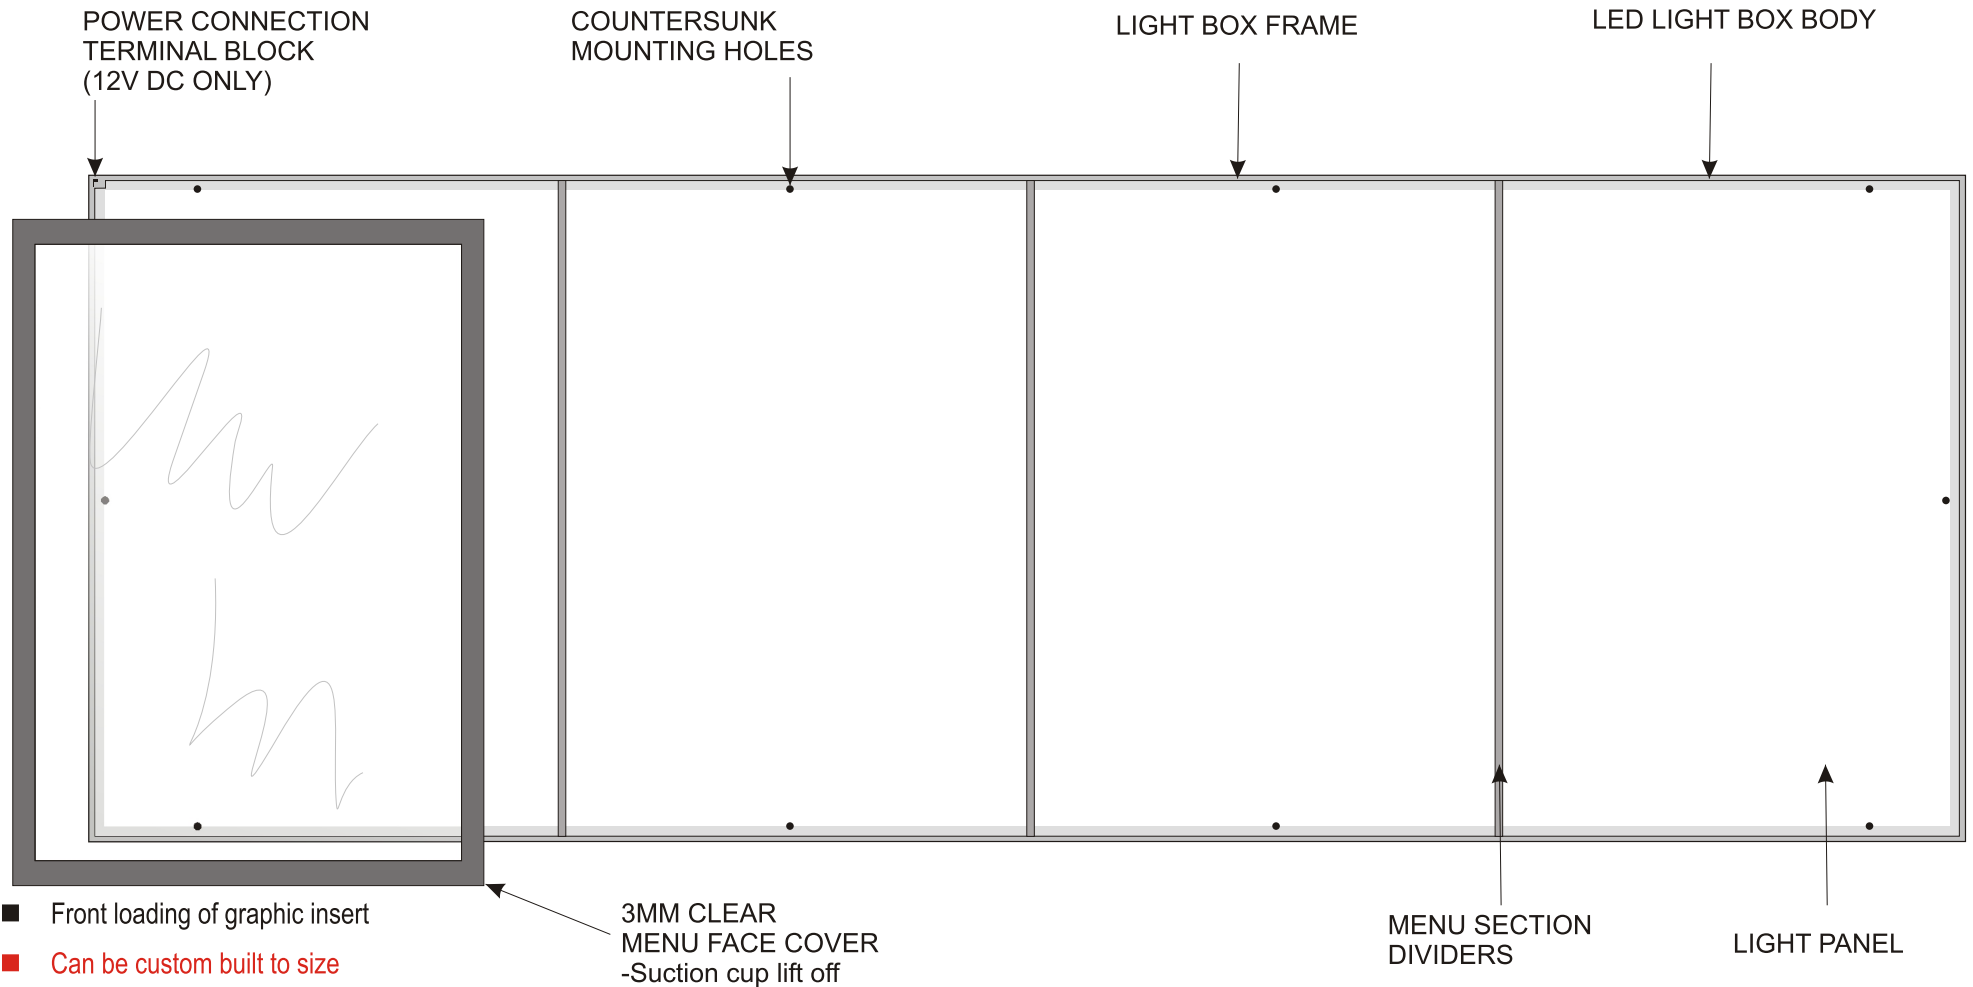 POWER CONNECTION
TERMINAL BLOCK
(12V DC ONLY)
COUNTERSUNK
MOUNTING HOLES
LIGHT BOX FRAME
LED LIGHT BOX BODY
Front loading of graphic insert
Can be custom built to size
3MM CLEAR
MENU FACE COVER
-Suction cup lift off
MENU SECTION
DIVIDERS
LIGHT PANEL